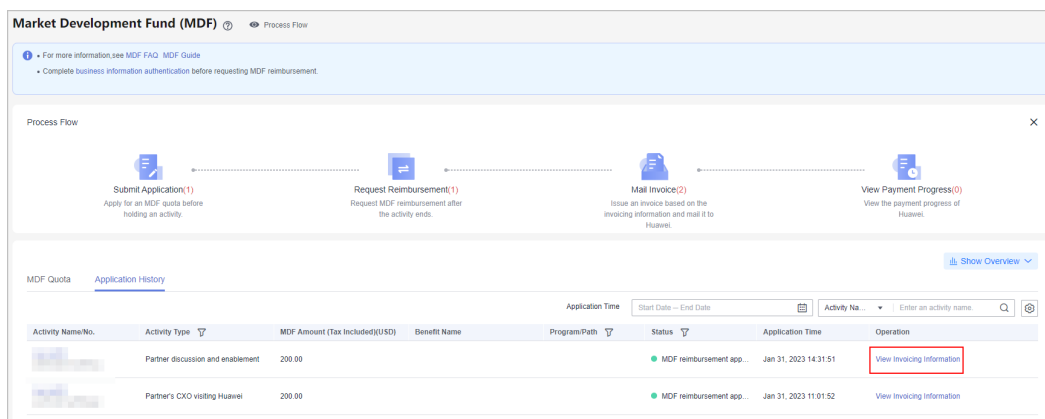 Market Development Fund (MDF) Process Flow
• For more information,see MDF FAQ MDF Guide
• Complete business information authentication before requesting MDF reimbursement.
Process Flow
Submit Application(1)
Apply for an MDF quota before
holding an activity.
Request Reimbursement(1)
Request MDF reimbursement after
the activity ends.
Mail Invoice(2)
Issue an invoice based on the
invoicing information and mail it to
Huawei.
View Payment Progress(0)
View the payment progress of
Huawei.
Show Overview
MDF Quota Application History
Application Time Start Date -- End Date Activity Na... Enter an activity name.
Activity Name/No. Activity Type MDF Amount (Tax Included)(USD) Benefit Name Program/Path Status Application Time Operation
Partner discussion and enablement 200.00 MDF reimbursement app... Jan 31, 2023 14:31:51 View Invoicing Information
Partner's CXO visiting Huawei 200.00 MDF reimbursement app... Jan 31, 2023 11:01:52 View Invoicing Information